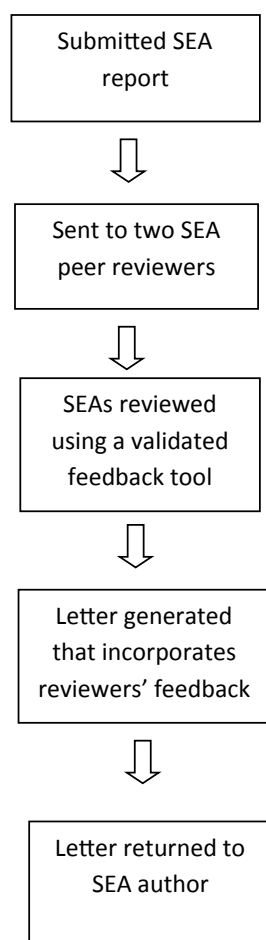 Submitted SEA
report
Sent to two SEA
peer reviewers
SEAs reviewed
using a validated
feedback tool
Letter generated
that incorporates
reviewers’ feedback
Letter returned to
SEA author